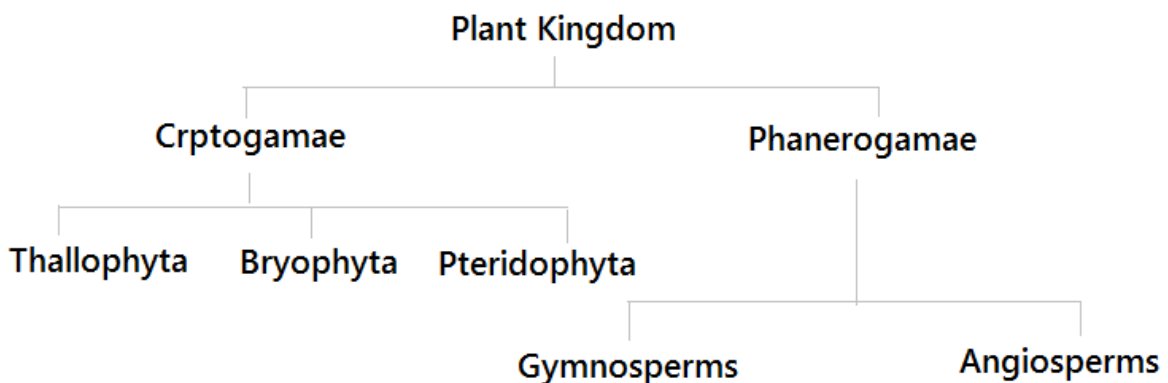 Plant Kingdom
Crptogamae
Phanerogamae
Thallophyta
Bryophyta
Pteridophyta
Gymnosperms
Angiosperms